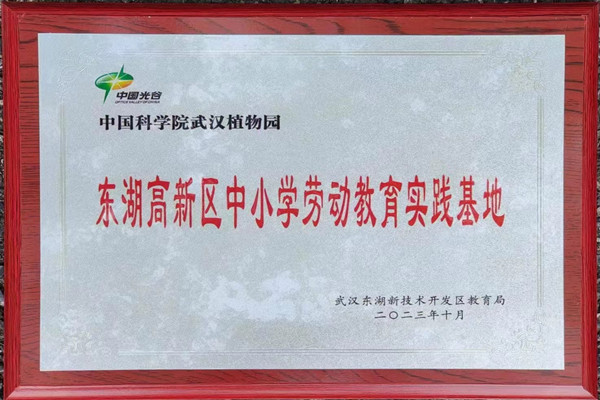 中国光谷
OPTICS VALLEY OF CHINA
中国科学院武汉植物园
东湖高新区中小学劳动教育实践基地
武汉东湖新技术开发区教育局
二〇二三年十月